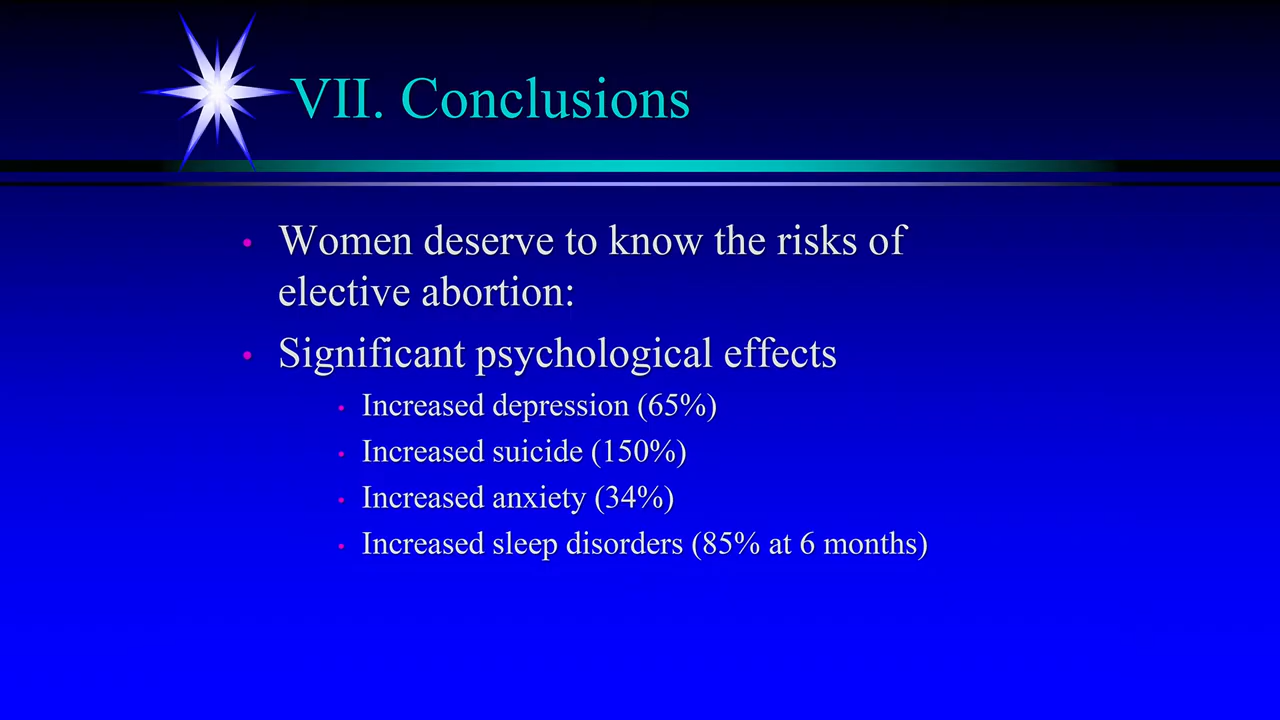 VII. Conclusions
• Women deserve to know the risks of
elective abortion:
• Significant psychological effects
• Increased depression (65%)
• Increased suicide (150%)
• Increased anxiety (34%)
• Increased sleep disorders (85% at 6 months)